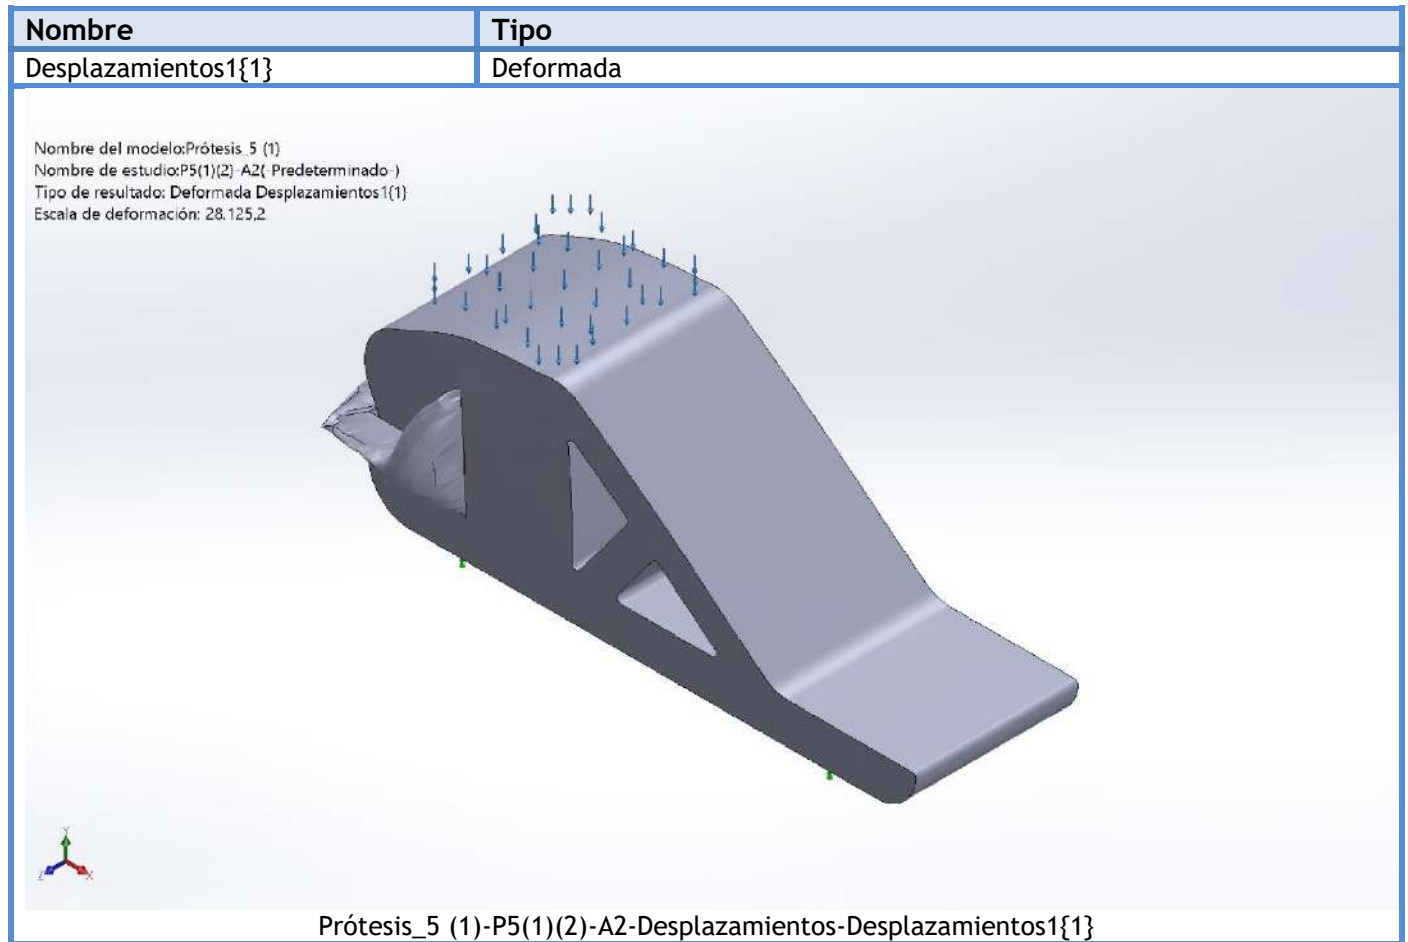 Nombre Tipo
Desplazamientos1{1} Deformada
Nombre del modelo:Prótesis_5 (1)
Nombre de estudio:P5(1)(2)-A2(-Predeterminado-)
Tipo de resultado: Deformada Desplazamientos1{1}
Escala de deformación: 28.125,2
Y
Z X
Prótesis_5 (1)-P5(1)(2)-A2-Desplazamientos-Desplazamientos1{1}